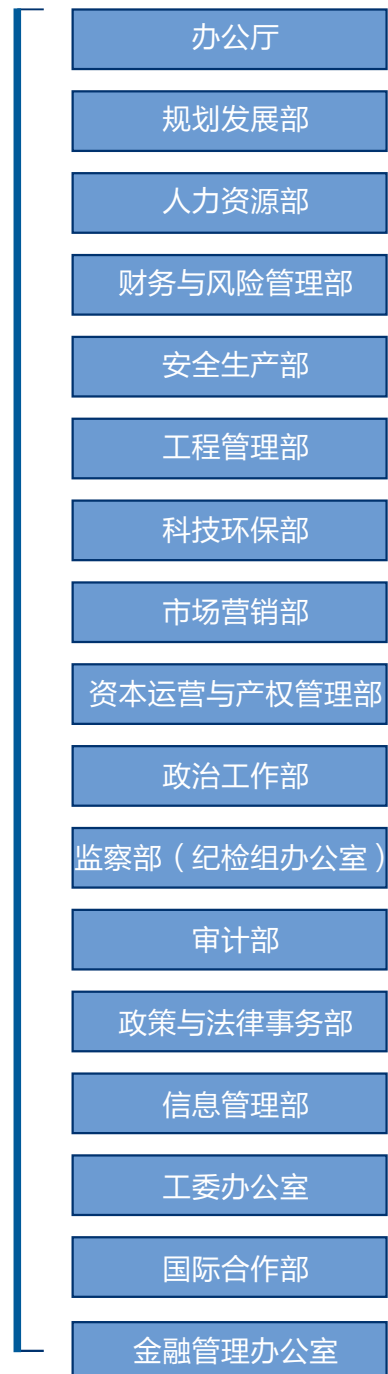 办公厅
规划发展部
人力资源部
财务与风险管理部
安全生产部
工程管理部
科技环保部
市场营销部
资本运营与产权管理部
政治工作部
监察部（纪检组办公室）
审计部
政策与法律事务部
信息管理部
工委办公室
国际合作部
金融管理办公室